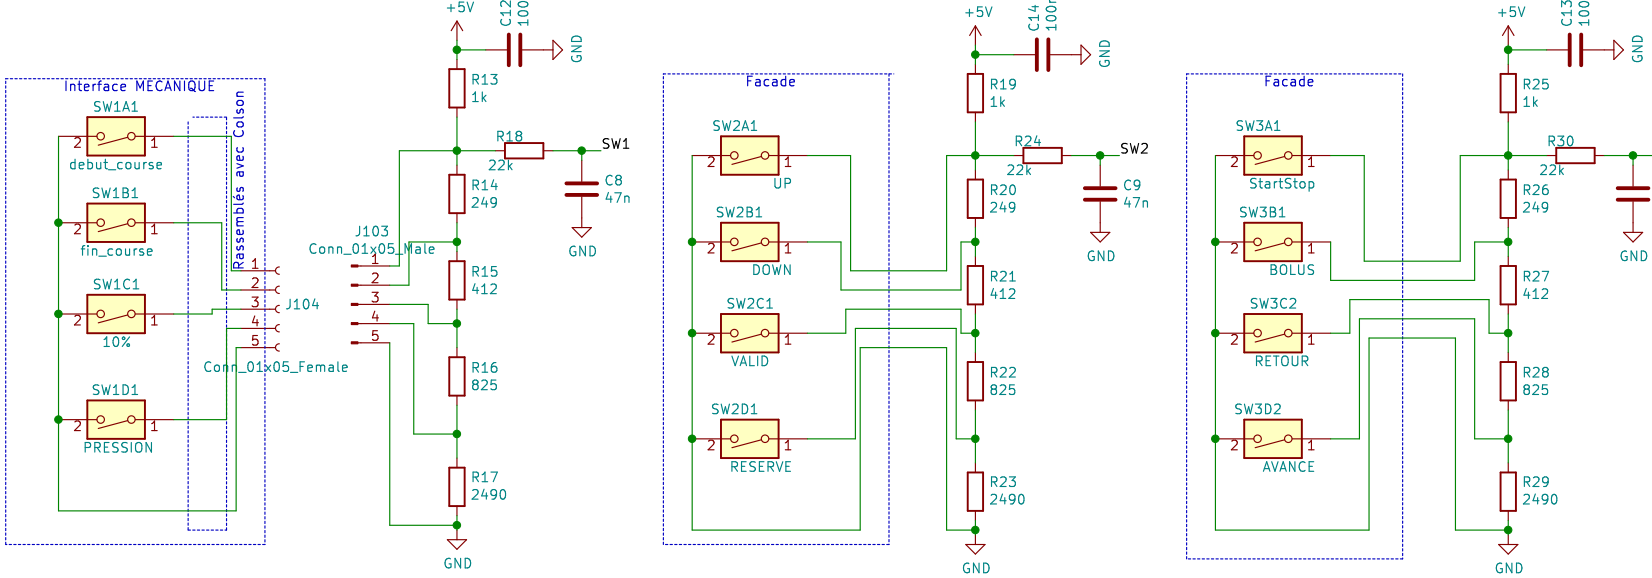 +5V
C12
100
GND
R13
1k
Interface MECANIQUE
SW1A1
2
1
debut_course
SW1B1
2
1
fin_course
SW1C1
2
1
10%
SW1D1
2
1
PRESSION
Rassemblés avec Colson
1
2
3
4
5
J104
Conn_01x05_Female
J103
Conn_01x05_Male
1
2
3
4
5
R18
22k
SW1
C8
47n
GND
R14
249
R15
412
R16
825
R17
2490
GND
+5V
C14
100n
GND
R19
1k
Facade
SW2A1
2
1
UP
SW2B1
2
1
DOWN
SW2C1
2
1
VALID
SW2D1
2
1
RESERVE
R24
22k
SW2
C9
47n
GND
R20
249
R21
412
R22
825
R23
2490
GND
+5V
C13
100
GND
R25
1k
Facade
SW3A1
2
1
StartStop
SW3B1
2
1
BOLUS
SW3C2
2
1
RETOUR
SW3D2
2
1
AVANCE
R30
22k
GND
R26
249
R27
412
R28
825
R29
2490
GND